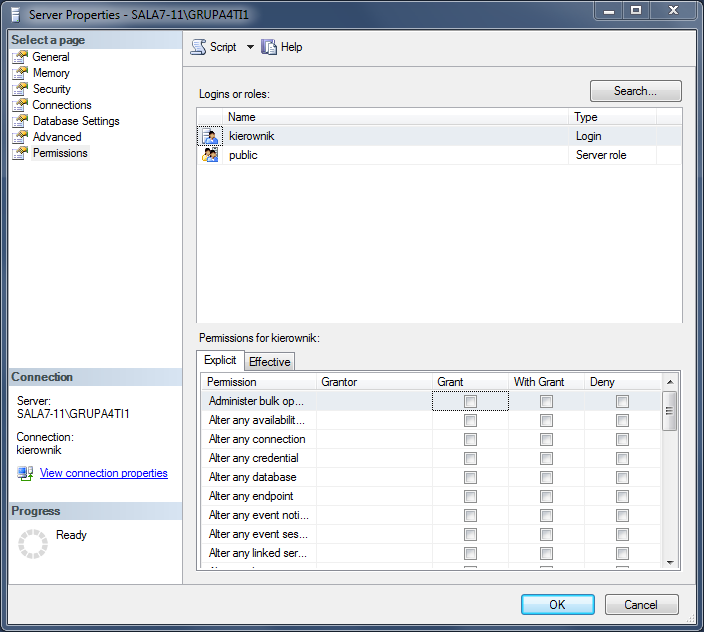 Server Properties - SALA7-11\GRUPA4TI1
Select a page
General
Memory
Security
Connections
Database Settings
Advanced
Permissions
Connection
Server:
SALA7-11\GRUPA4TI1
Connection:
kierownik
View connection properties
Progress
Ready
Script Help
Logins or roles: Search...
Name Type
kierownik Login
public Server role
Permissions for kierownik:
Explicit Effective
Permission Grantor Grant With Grant Deny
Administer bulk op...
Alter any availabilit...
Alter any connection
Alter any credential
Alter any database
Alter any endpoint
Alter any event noti...
Alter any event ses...
Alter any linked ser...
OK Cancel